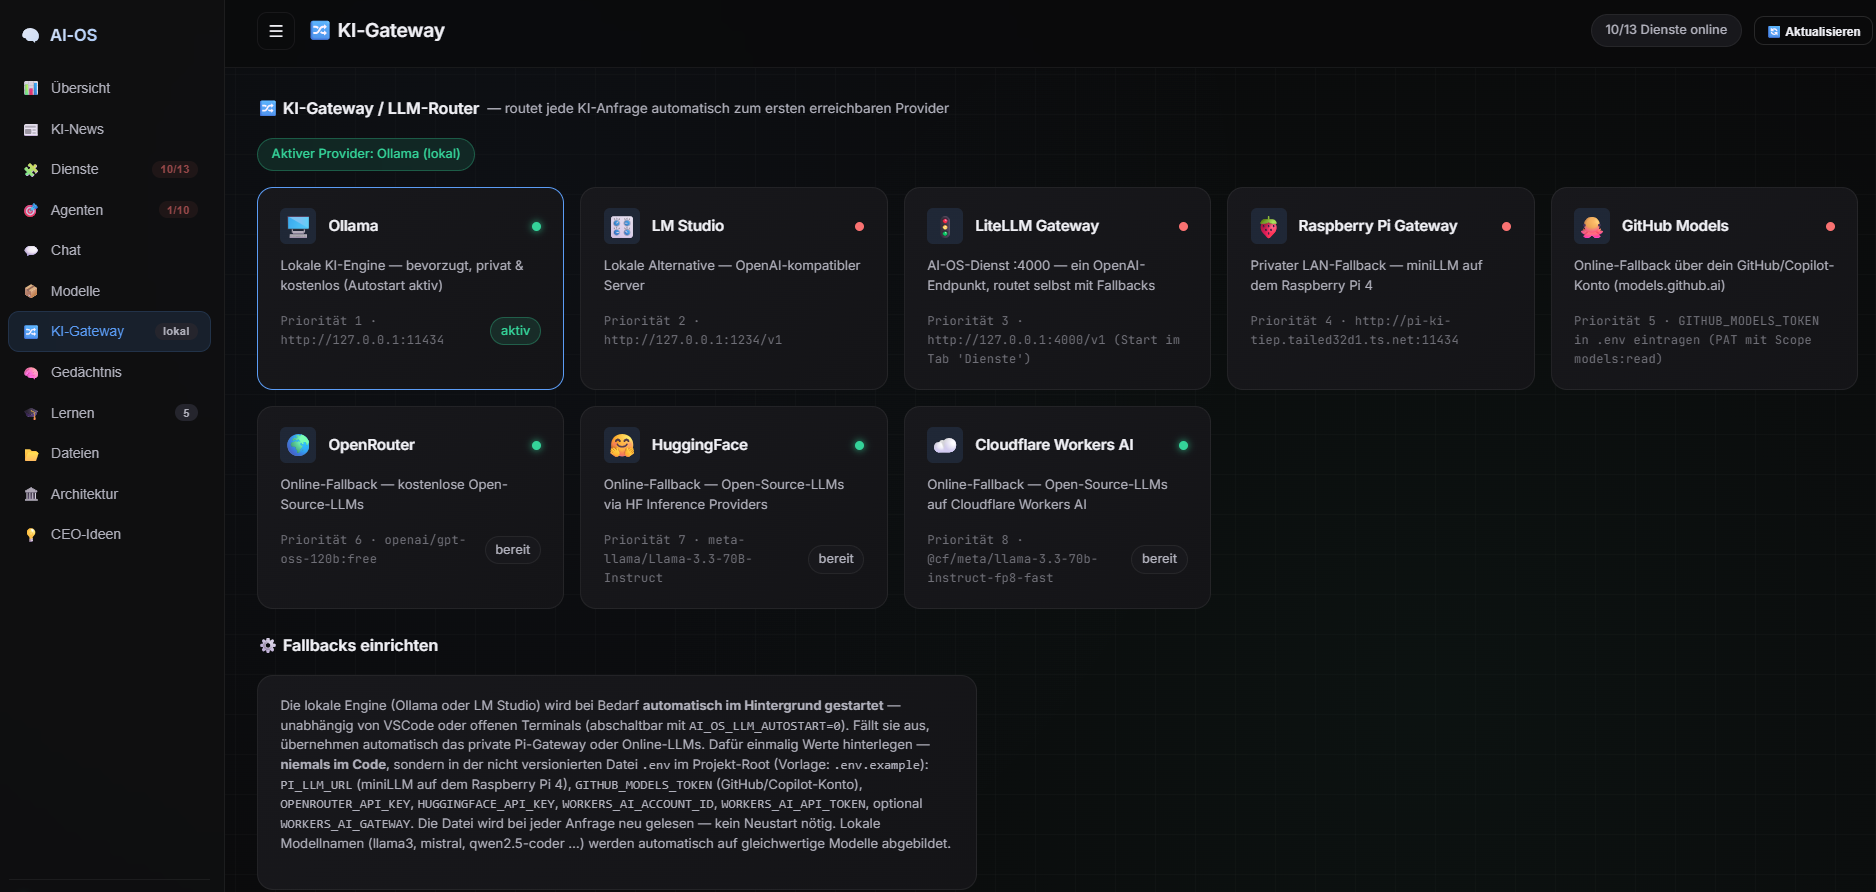 AI-OS
Übersicht
KI-News
Dienste 10/13
Agenten 1/10
Chat
Modelle
KI-Gateway lokal
Gedächtnis
Lernen 5
Dateien
Architektur
CEO-Ideen
KI-Gateway
10/13 Dienste online
Aktualisieren
KI-Gateway / LLM-Router — routet jede KI-Anfrage automatisch zum ersten erreichbaren Provider
Aktiver Provider: Ollama (lokal)
Ollama
Lokale KI-Engine — bevorzugt, privat &
kostenlos (Autostart aktiv)
Priorität 1 ·
http://127.0.0.1:11434
aktiv
LM Studio
Lokale Alternative — OpenAI-kompatibler
Server
Priorität 2 ·
http://127.0.0.1:1234/v1
LiteLLM Gateway
AI-OS-Dienst :4000 — ein OpenAI-
Endpunkt, routet selbst mit Fallbacks
Priorität 3 ·
http://127.0.0.1:4000/v1 (Start im
Tab 'Dienste')
Raspberry Pi Gateway
Privater LAN-Fallback — miniLLM auf
dem Raspberry Pi 4
Priorität 4 · http://pi-ki-
tiep.tailed32d1.ts.net:11434
GitHub Models
Online-Fallback über dein GitHub/Copilot-
Konto (models.github.ai)
Priorität 5 · GITHUB_MODELS_TOKEN
in .env eintragen (PAT mit Scope
models:read)
OpenRouter
Online-Fallback — kostenlose Open-
Source-LLMs
Priorität 6 · openai/gpt-
oss-120b:free
bereit
HuggingFace
Online-Fallback — Open-Source-LLMs
via HF Inference Providers
Priorität 7 · meta-
llama/Llama-3.3-70B-
Instruct
bereit
Cloudflare Workers AI
Online-Fallback — Open-Source-LLMs
auf Cloudflare Workers AI
Priorität 8 ·
@cf/meta/llama-3.3-70b-
instruct-fp8-fast
bereit
Fallbacks einrichten
Die lokale Engine (Ollama oder LM Studio) wird bei Bedarf automatisch im Hintergrund gestartet —
unabhängig von VSCode oder offenen Terminals (abschaltbar mit AI_OS_LLM_AUTOSTART=0). Fällt sie aus,
übernehmen automatisch das private Pi-Gateway oder Online-LLMs. Dafür einmalig Werte hinterlegen —
niemals im Code, sondern in der nicht versionierten Datei .env im Projekt-Root (Vorlage: .env.example):
PI_LLM_URL (miniLLM auf dem Raspberry Pi 4), GITHUB_MODELS_TOKEN (GitHub/Copilot-Konto),
OPENROUTER_API_KEY, HUGGINGFACE_API_KEY, WORKERS_AI_ACCOUNT_ID, WORKERS_AI_API_TOKEN, optional
WORKERS_AI_GATEWAY. Die Datei wird bei jeder Anfrage neu gelesen — kein Neustart nötig. Lokale
Modellnamen (llama3, mistral, qwen2.5-coder …) werden automatisch auf gleichwertige Modelle abgebildet.